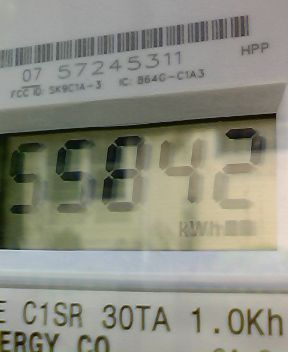 HPP
07 57245311
FCC ID: SK9C1A-3 IC: 864G-C1A3
55842
kWh
E C1SR 30TA 1.0Kh
ERGY CO